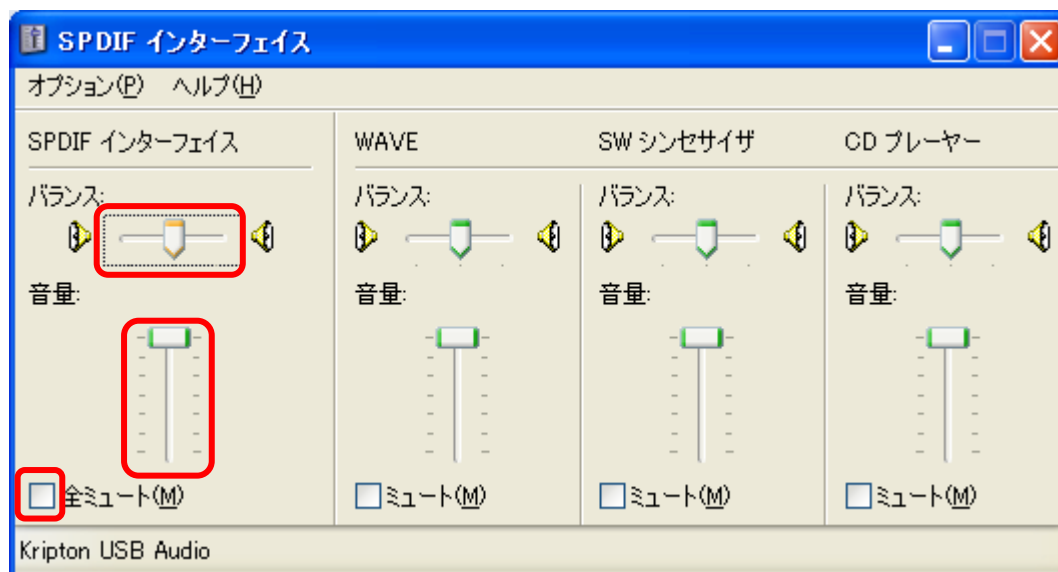 SPDIF インターフェイス
オプション(P) ヘルプ(H)
SPDIF インターフェイス WAVE SW シンセサイザ CD プレーヤー
バランス: バランス: バランス: バランス:
音量: 音量: 音量: 音量:
全ミュート(M) ミュート(M) ミュート(M) ミュート(M)
Kripton USB Audio